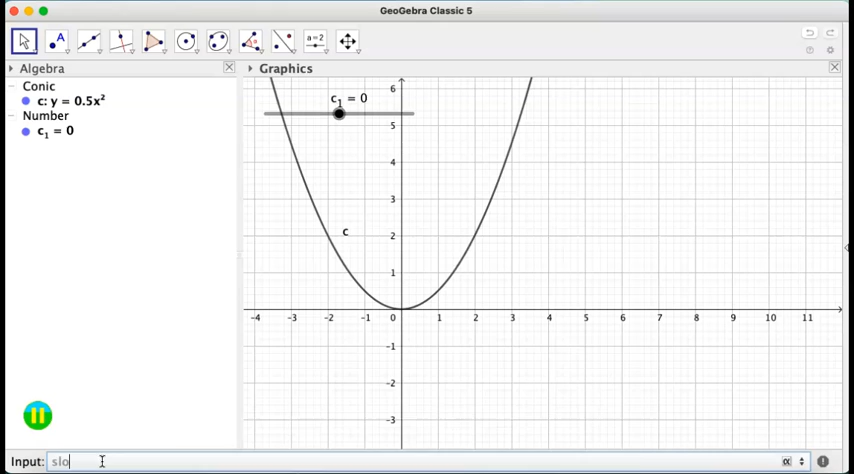 GeoGebra Classic 5
a=2
Algebra
Graphics
Conic
c: y = 0.5x²
Number
c₁ = 0
c₁ = 0
c
6
5
4
3
2
1
-4 -3 -2 -1 0 1 2 3 4 5 6 7 8 9 10 11
-1
-2
-3
Input: slo
α